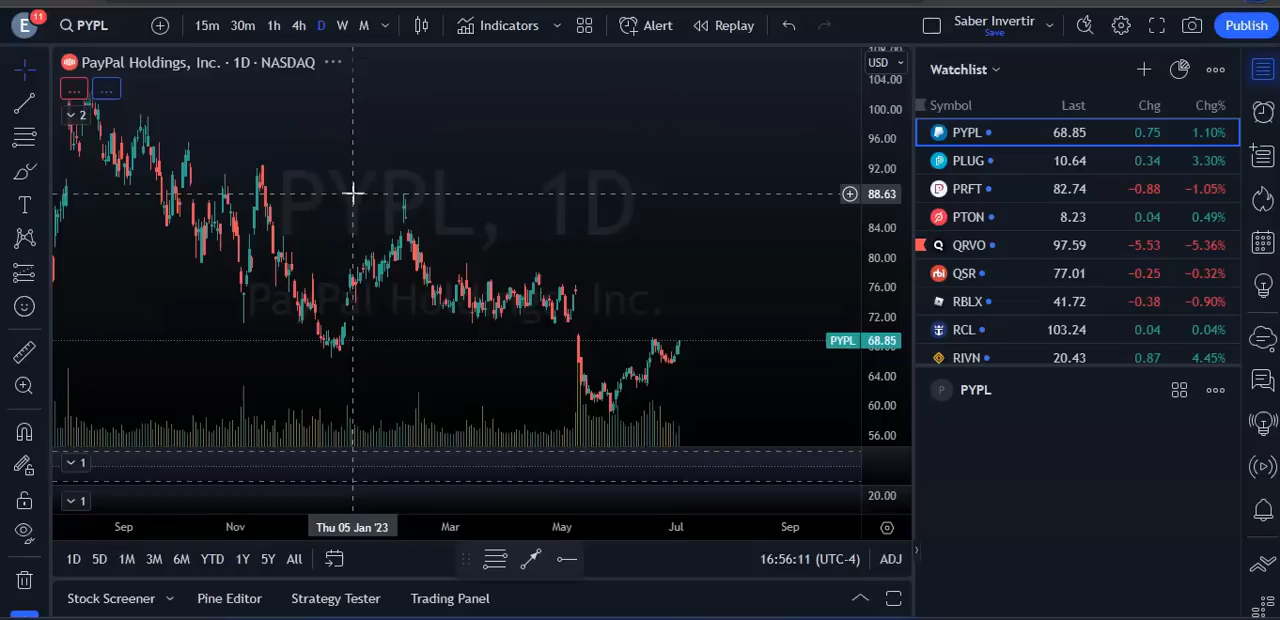 E 11 PYPL 15m 30m 1h 4h D W M Indicators Alert Replay Saber Invertir Save Publish
PayPal Holdings, Inc. · 1D · NASDAQ ···
USD
... ...
2
PYPL, 1D
PayPal Holdings, Inc.
104.00
100.00
96.00
92.00
88.63
84.00
80.00
76.00
72.00
PYPL 68.85
64.00
60.00
56.00
1
1
20.00
Sep Nov Thu 05 Jan '23 Mar May Jul Sep
1D 5D 1M 3M 6M YTD 1Y 5Y All 16:56:11 (UTC-4) ADJ
Stock Screener Pine Editor Strategy Tester Trading Panel
Watchlist
Symbol Last Chg Chg%
PYPL 68.85 0.75 1.10%
PLUG 10.64 0.34 3.30%
PRFT 82.74 −0.88 −1.05%
PTON 8.23 0.04 0.49%
QRVO 97.59 −5.53 −5.36%
QSR 77.01 −0.25 −0.32%
RBLX 41.72 −0.38 −0.90%
RCL 103.24 0.04 0.04%
RIVN 20.43 0.87 4.45%
P PYPL